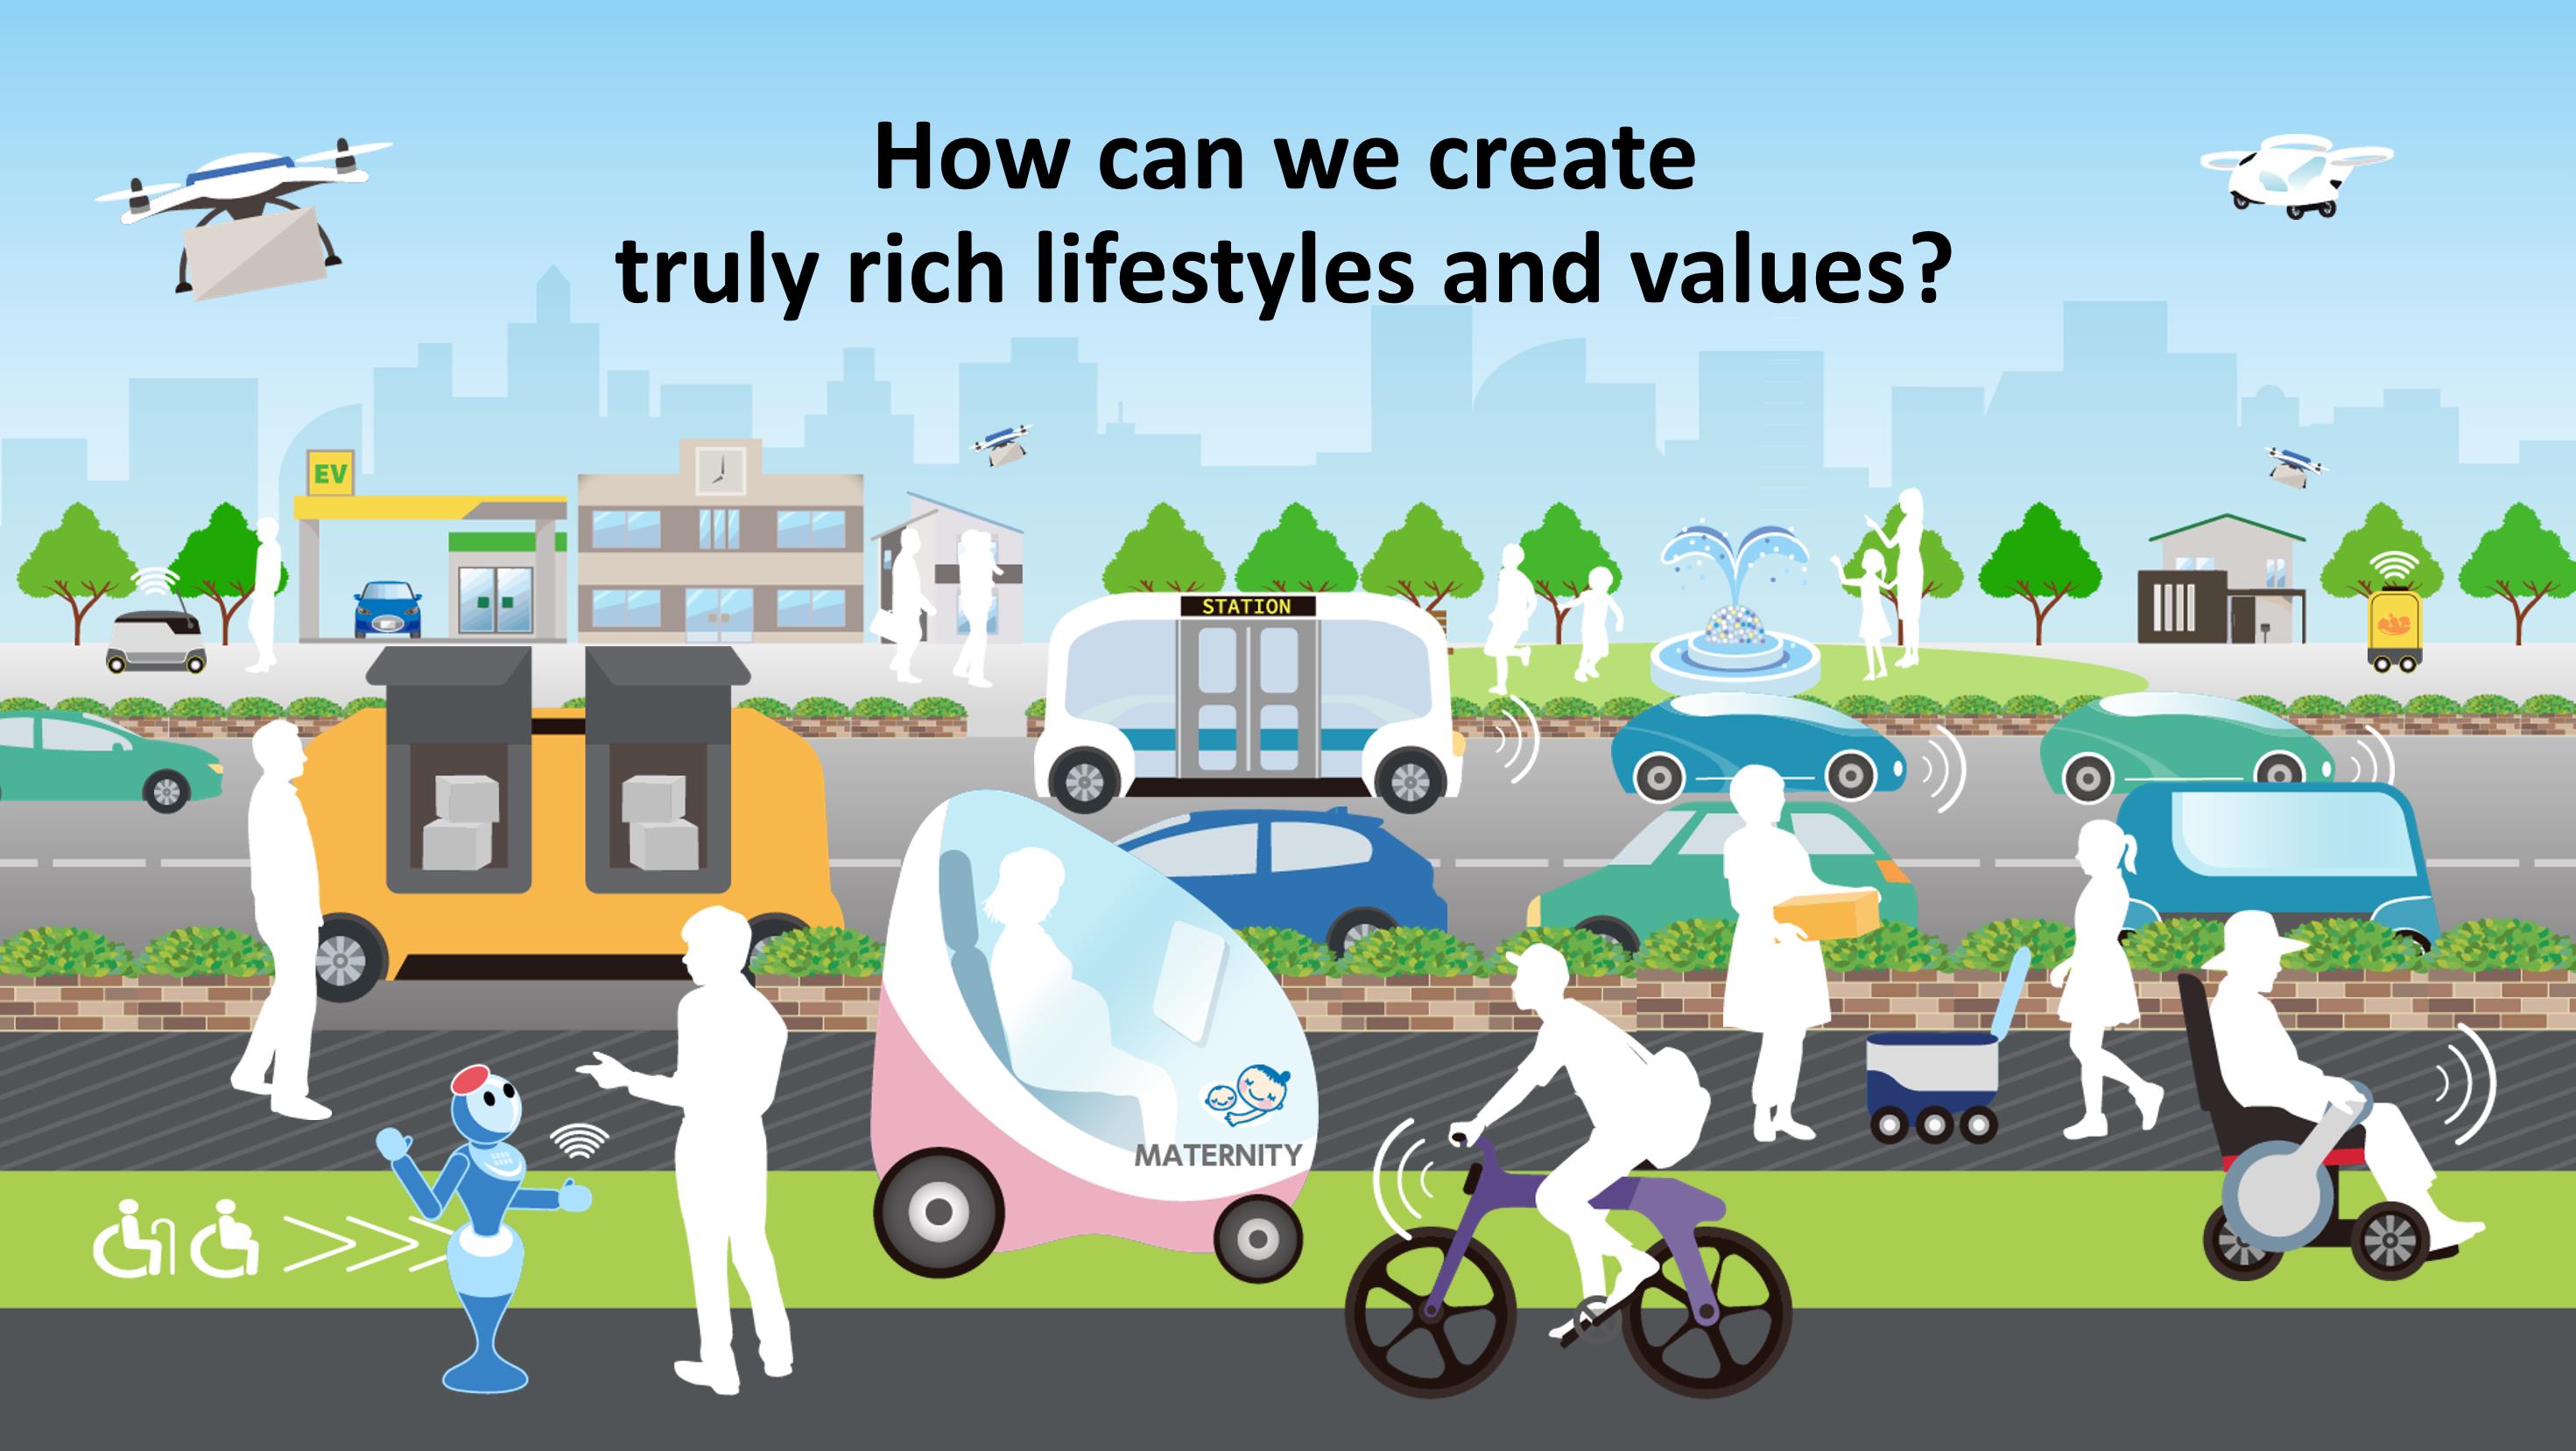 How can we create
truly rich lifestyles and values?
EV
STATION
MATERNITY